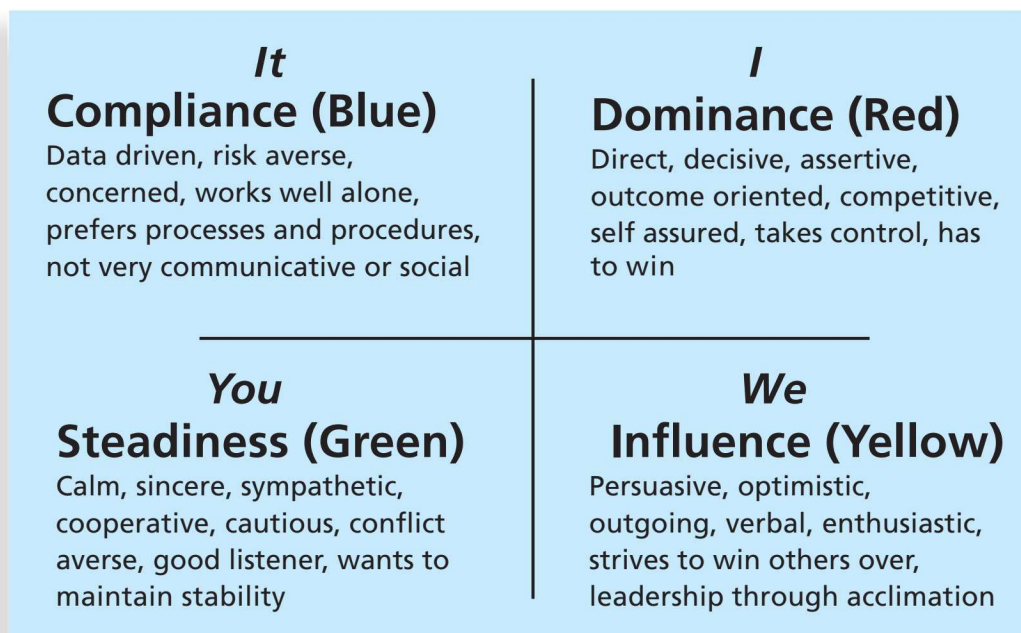 It
Compliance (Blue)
Data driven, risk averse,
concerned, works well alone,
prefers processes and procedures,
not very communicative or social
I
Dominance (Red)
Direct, decisive, assertive,
outcome oriented, competitive,
self assured, takes control, has
to win
You
Steadiness (Green)
Calm, sincere, sympathetic,
cooperative, cautious, conflict
averse, good listener, wants to
maintain stability
We
Influence (Yellow)
Persuasive, optimistic,
outgoing, verbal, enthusiastic,
strives to win others over,
leadership through acclimation